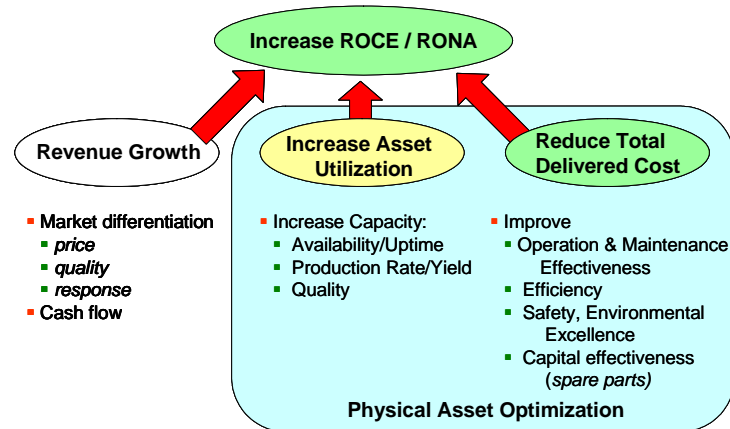 Increase ROCE / RONA
Revenue Growth
Increase Asset
Utilization
Reduce Total
Delivered Cost
Market differentiation
price
quality
response
Cash flow
Increase Capacity:
Availability/Uptime
Production Rate/Yield
Quality
Improve
Operation & Maintenance
Effectiveness
Efficiency
Safety, Environmental
Excellence
Capital effectiveness
(spare parts)
Physical Asset Optimization